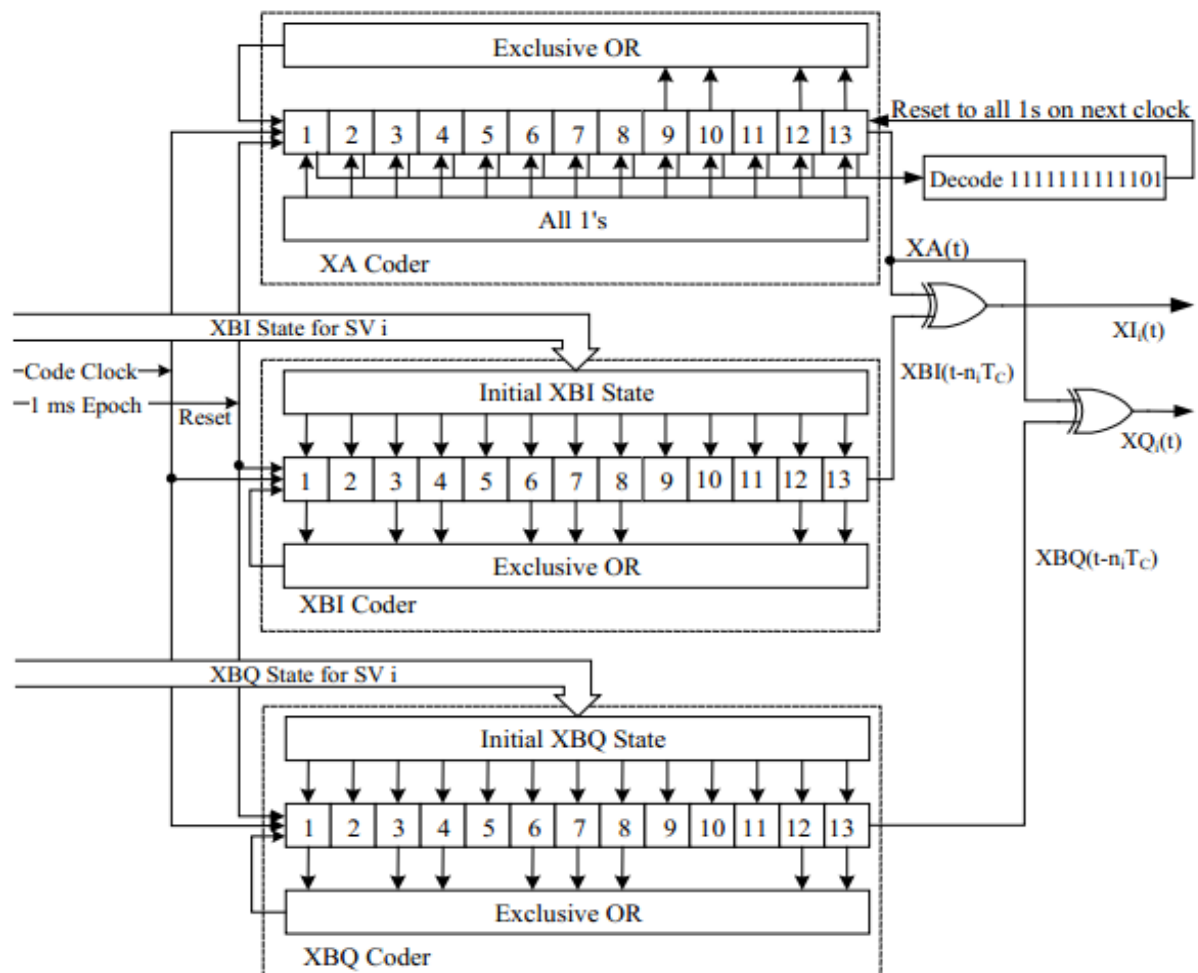 Exclusive OR
1 2 3 4 5 6 7 8 9 10 11 12 13
Reset to all 1s on next clock
Decode 1111111111101
All 1's
XA Coder
XA(t)
XBI State for SV i
XI_i(t)
Code Clock
1 ms Epoch
Reset
Initial XBI State
XBI(t-n_iT_C)
1 2 3 4 5 6 7 8 9 10 11 12 13
XQ_i(t)
Exclusive OR
XBI Coder
XBQ(t-n_iT_C)
XBQ State for SV i
Initial XBQ State
1 2 3 4 5 6 7 8 9 10 11 12 13
Exclusive OR
XBQ Coder